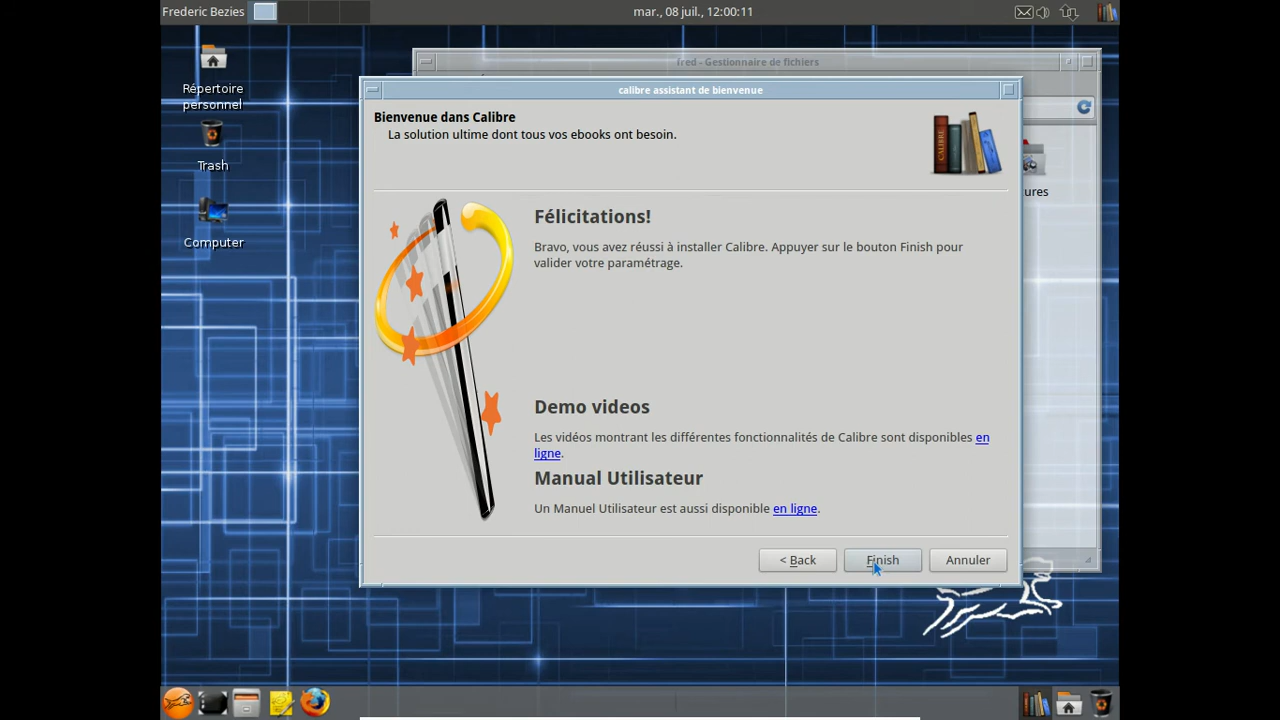 Frederic Bezies
mar., 08 juil., 12:00:11
Répertoire
personnel
Trash
Computer
fred - Gestionnaire de fichiers
ures
calibre assistant de bienvenue
Bienvenue dans Calibre
La solution ultime dont tous vos ebooks ont besoin.
CALIBRE
Félicitations!
Bravo, vous avez réussi à installer Calibre. Appuyer sur le bouton Finish pour
valider votre paramétrage.
Demo videos
Les vidéos montrant les différentes fonctionnalités de Calibre sont disponibles en
ligne.
Manual Utilisateur
Un Manuel Utilisateur est aussi disponible en ligne.
< Back
Finish
Annuler